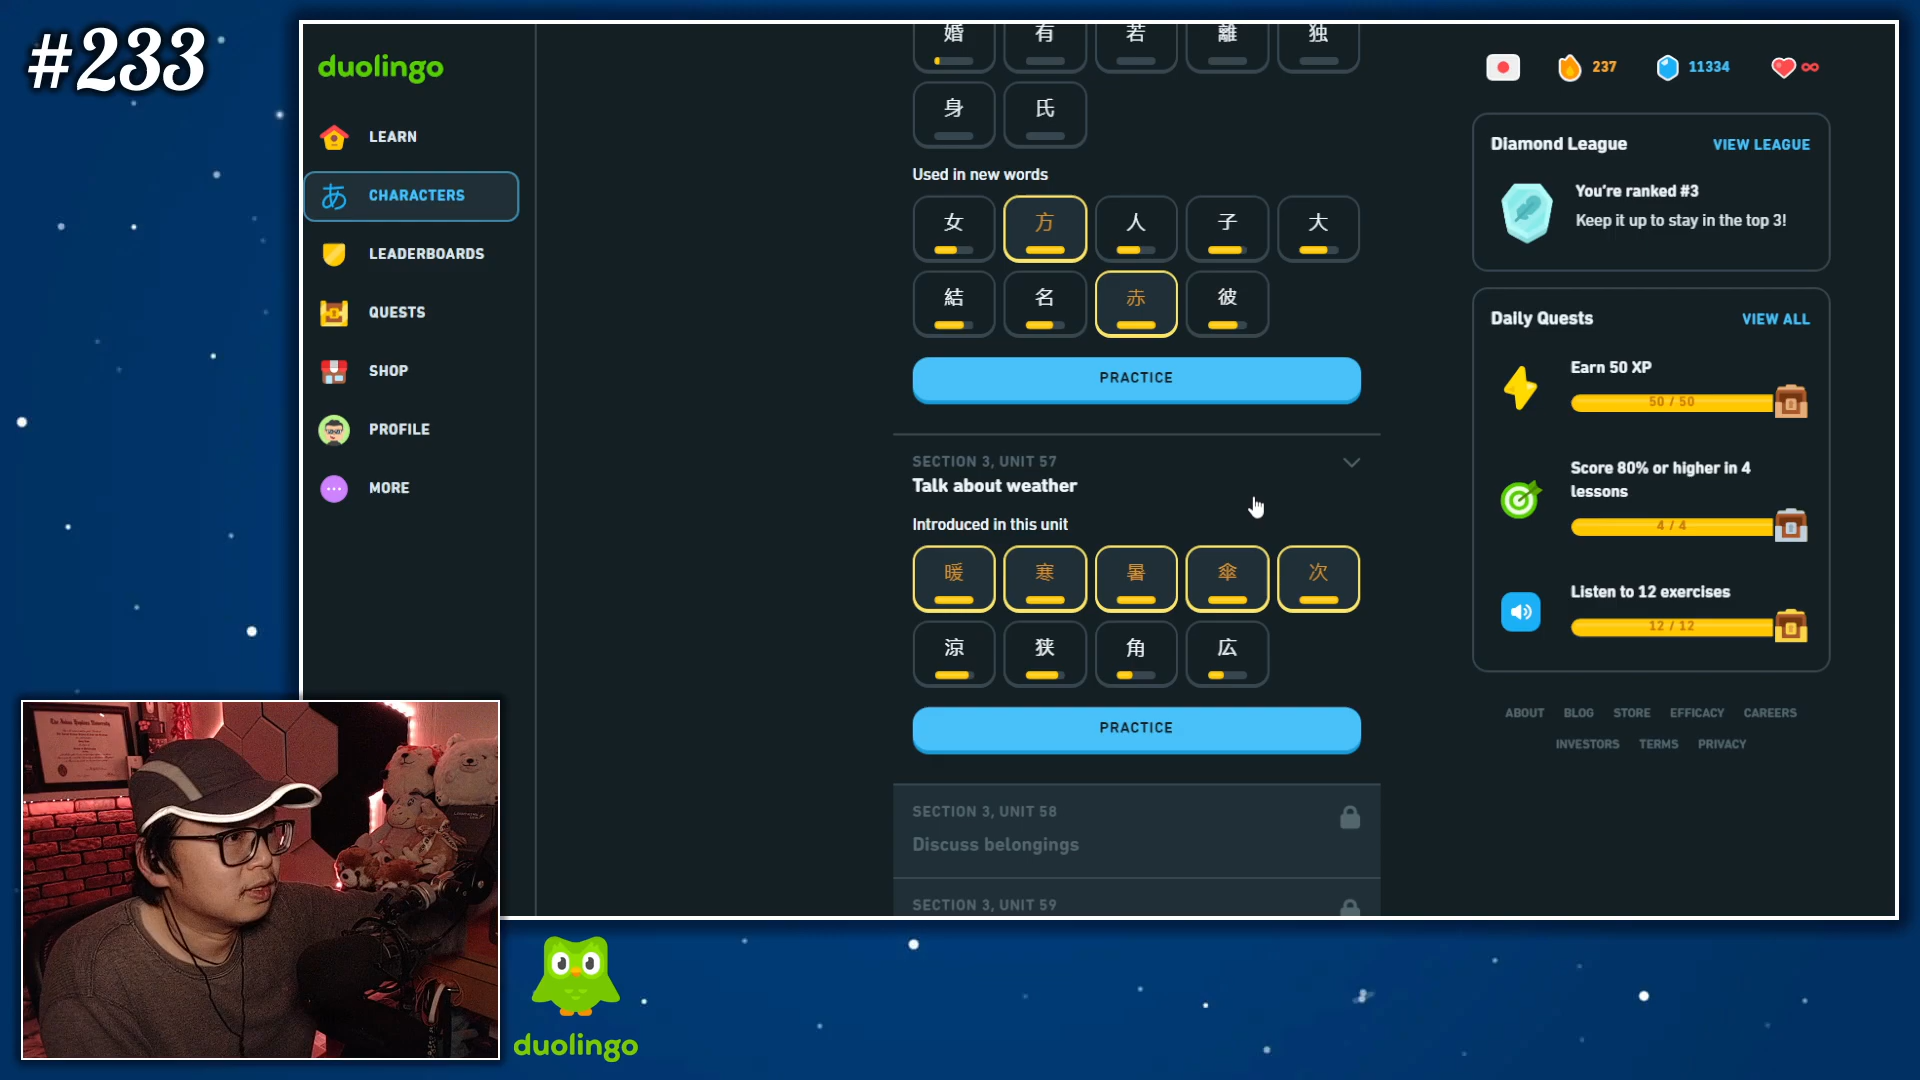 #233
duolingo
LEARN
あ CHARACTERS
LEADERBOARDS
QUESTS
SHOP
PROFILE
MORE
婚 有 若 離 独
身 氏
Used in new words
女 方 人 子 大
結 名 赤 彼
PRACTICE
SECTION 3, UNIT 57
Talk about weather
Introduced in this unit
暖 寒 暑 傘 次
涼 狭 角 広
PRACTICE
SECTION 3, UNIT 58
Discuss belongings
SECTION 3, UNIT 59
237 11334 ∞
Diamond League VIEW LEAGUE
You're ranked #3
Keep it up to stay in the top 3!
Daily Quests VIEW ALL
Earn 50 XP
50 / 50
Score 80% or higher in 4
lessons
4 / 4
Listen to 12 exercises
12 / 12
ABOUT BLOG STORE EFFICACY CAREERS
INVESTORS TERMS PRIVACY
duolingo